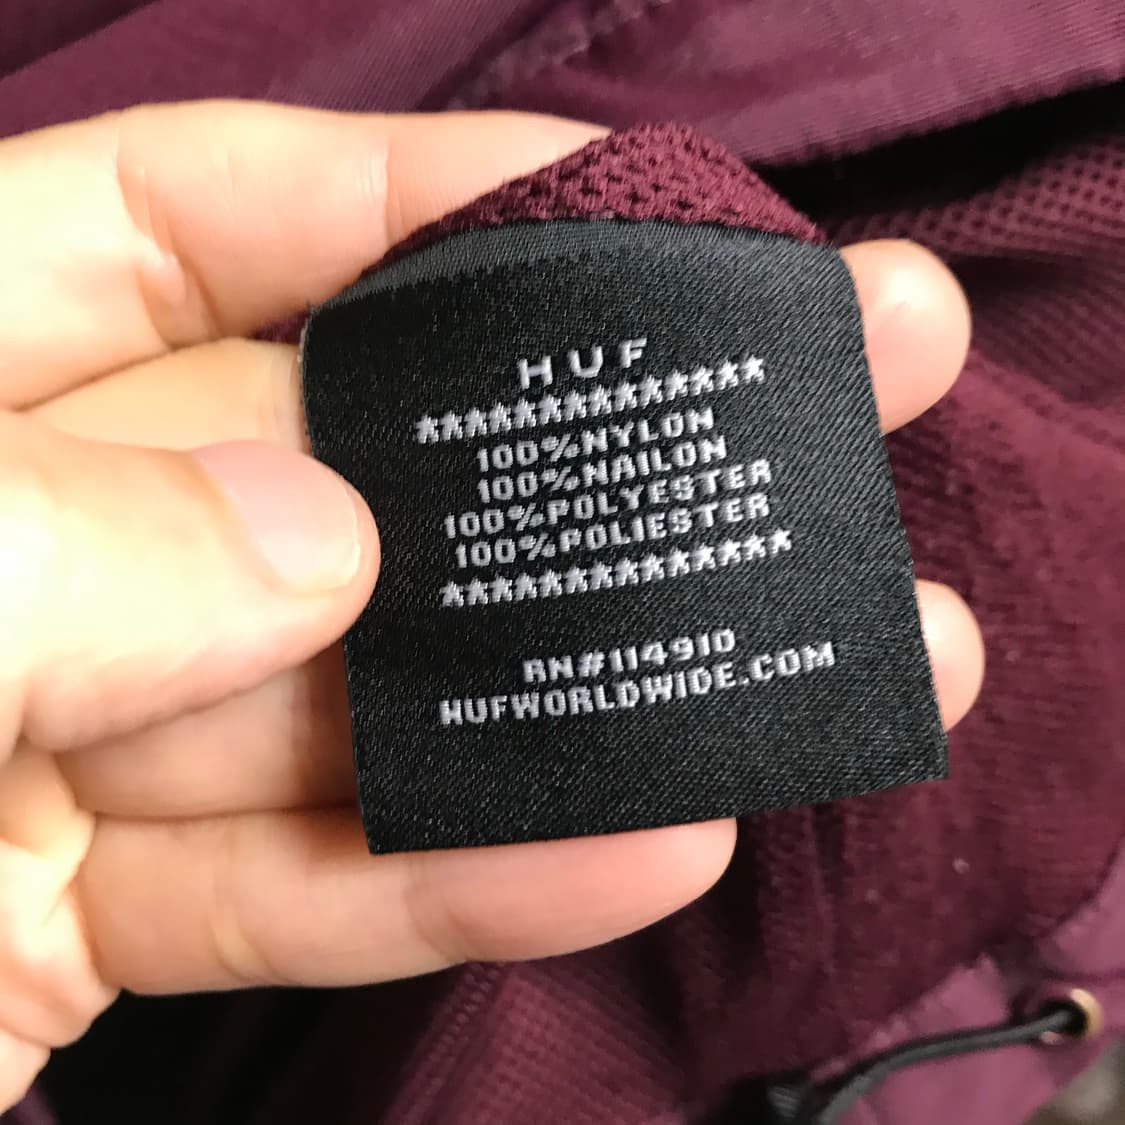 HUF
★★★★★★★★★★★★★★
100%NYLON
100%NAILON
100%POLYESTER
100%POLIESTER
★★★★★★★★★★★★★★
RN#114910
HUFWORLDWIDE.COM